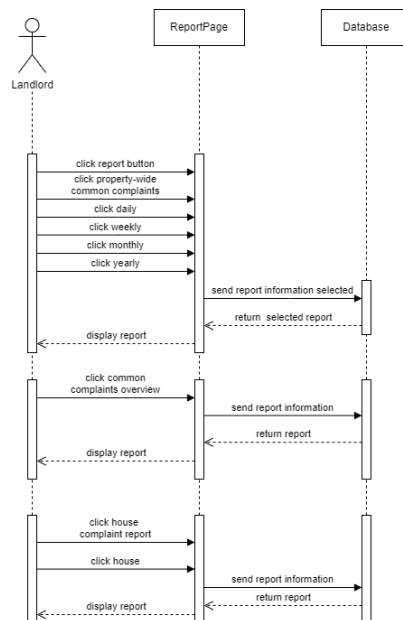 ReportPage
Database
Landlord
click report button
click property-wide
common complaints
click daily
click weekly
click monthly
click yearly
send report information selected
return selected report
display report
click common
complaints overview
send report information
return report
display report
click house
complaint report
click house
send report information
return report
display report